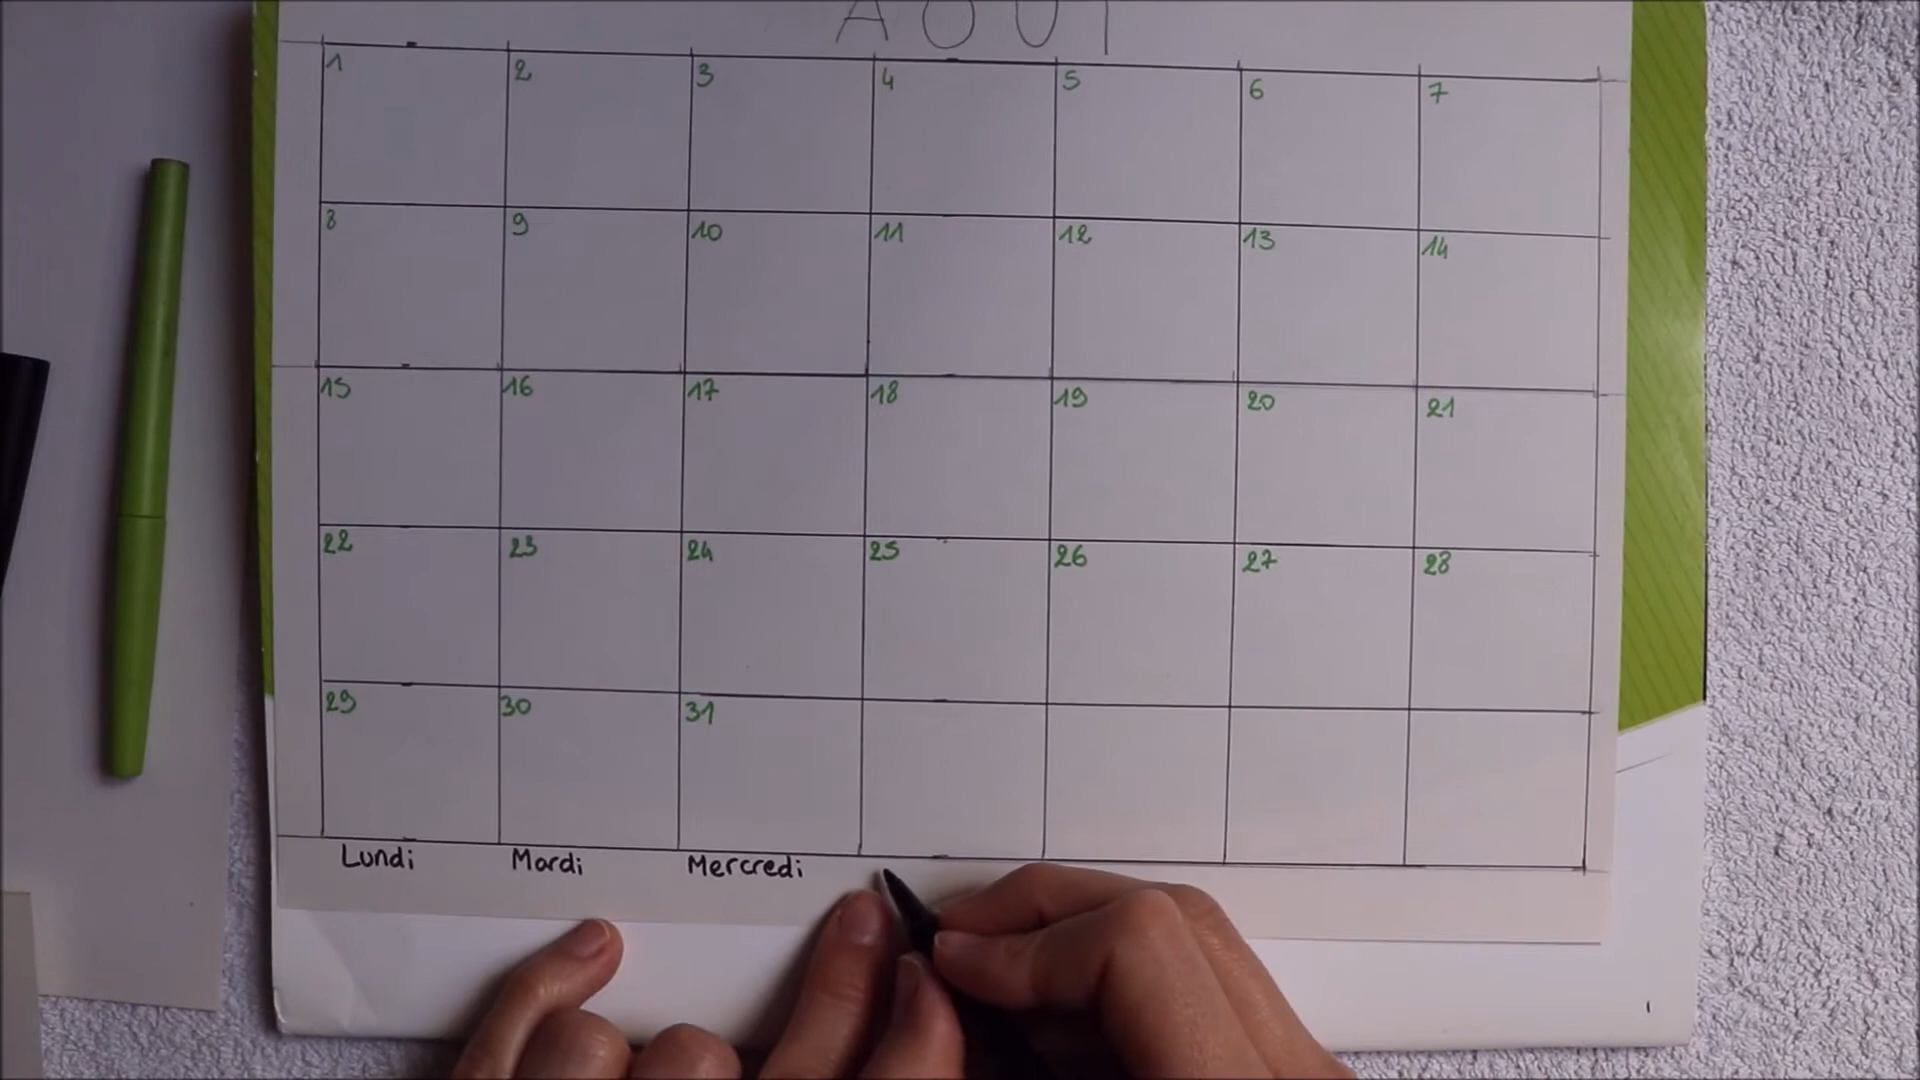 AOUT
1 2 3 4 5 6 7
8 9 10 11 12 13 14
15 16 17 18 19 20 21
22 23 24 25 26 27 28
29 30 31
Lundi Mardi Mercredi